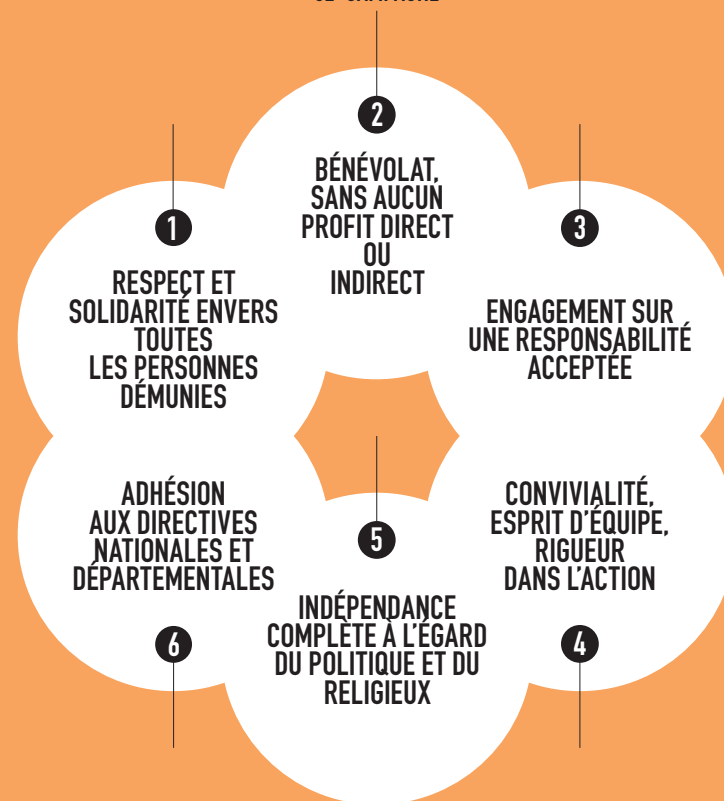 1
RESPECT ET
SOLIDARITÉ ENVERS
TOUTES
LES PERSONNES
DÉMUNIES
2
BÉNÉVOLAT,
SANS AUCUN
PROFIT DIRECT
OU
INDIRECT
3
ENGAGEMENT SUR
UNE RESPONSABILITÉ
ACCEPTÉE
CONVIVIALITÉ,
ESPRIT D'ÉQUIPE,
RIGUEUR
DANS L'ACTION
4
5
INDÉPENDANCE
COMPLÈTE À L'ÉGARD
DU POLITIQUE ET DU
RELIGIEUX
ADHÉSION
AUX DIRECTIVES
NATIONALES ET
DÉPARTEMENTALES
6